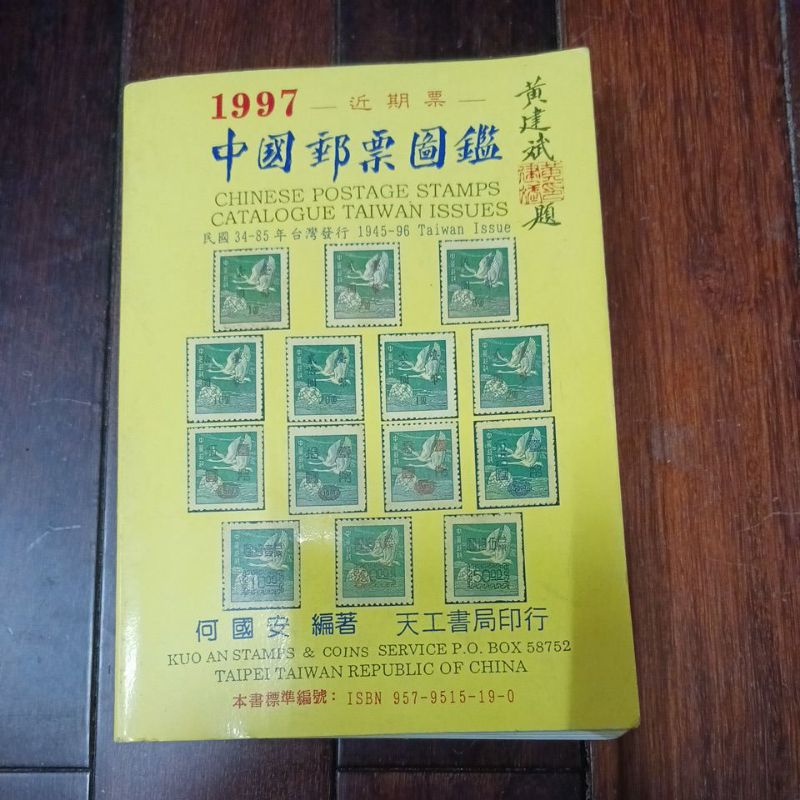 1997 — 近期票 —
中國郵票圖鑑
黃建斌題
CHINESE POSTAGE STAMPS
CATALOGUE TAIWAN ISSUES
民國 34-85 年台灣發行 1945-96 Taiwan Issue
何國安 編著 天工書局印行
KUO AN STAMPS & COINS SERVICE P.O. BOX 58752
TAIPEI TAIWAN REPUBLIC OF CHINA
本書標準編號： ISBN 957-9515-19-0